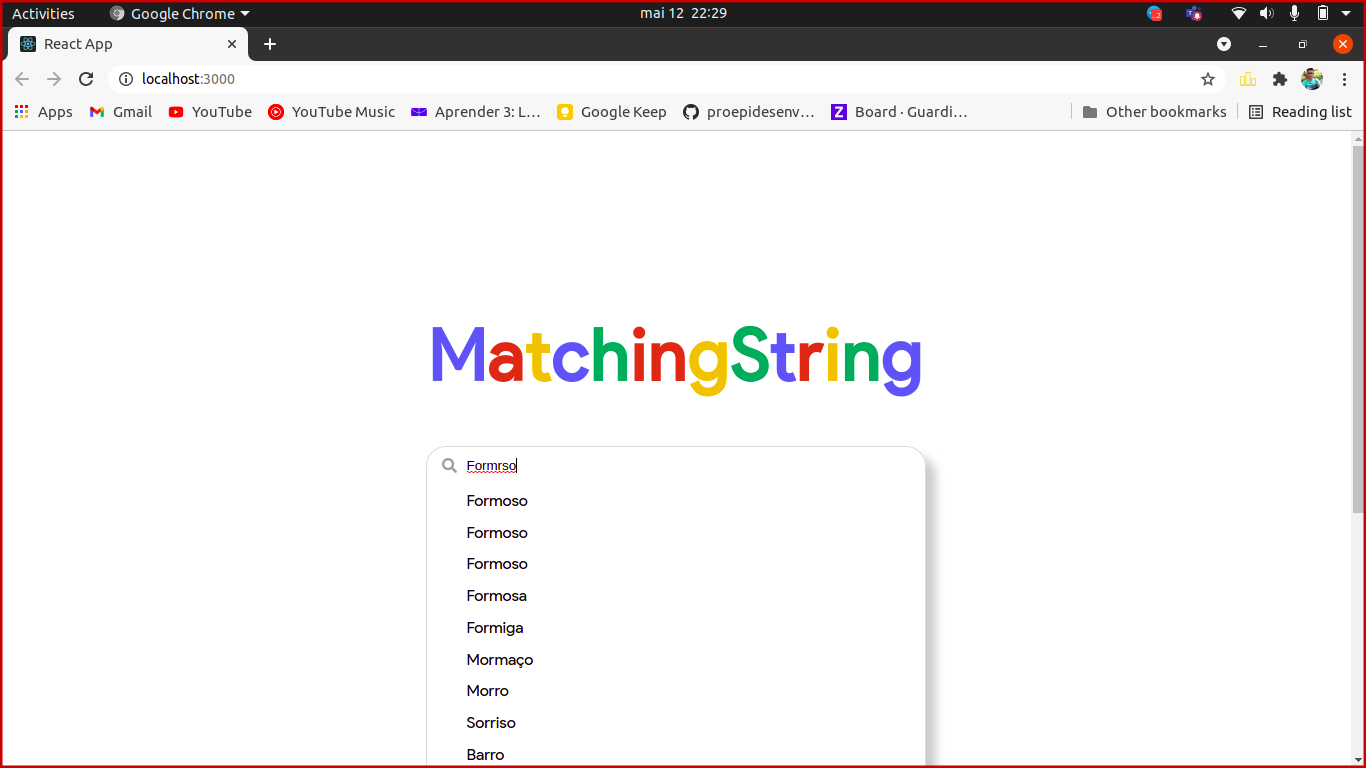 Activities Google Chrome mai 12 22:29
React App
localhost:3000
Apps Gmail YouTube YouTube Music Aprender 3: L… Google Keep proepidesenv… Board · Guardi… Other bookmarks Reading list
MatchingString
Formrso
Formoso
Formoso
Formoso
Formosa
Formiga
Mormaço
Morro
Sorriso
Barro